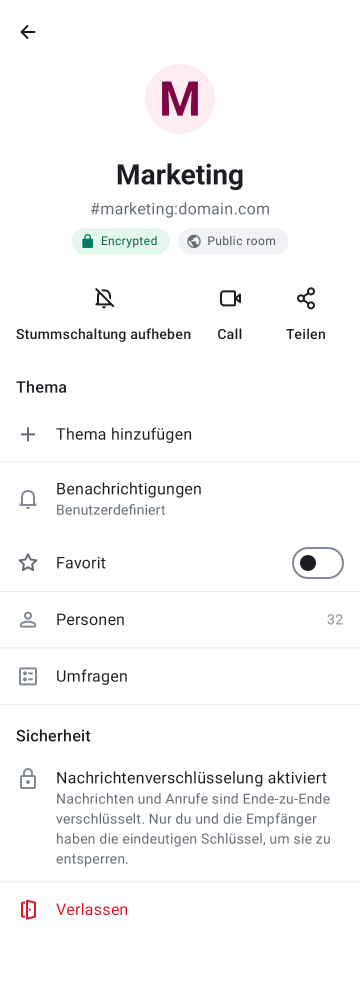 M
Marketing
#marketing:domain.com
Encrypted Public room
Stummschaltung aufheben Call Teilen
Thema
Thema hinzufügen
Benachrichtigungen
Benutzerdefiniert
Favorit
Personen 32
Umfragen
Sicherheit
Nachrichtenverschlüsselung aktiviert
Nachrichten und Anrufe sind Ende-zu-Ende
verschlüsselt. Nur du und die Empfänger
haben die eindeutigen Schlüssel, um sie zu
entsperren.
Verlassen